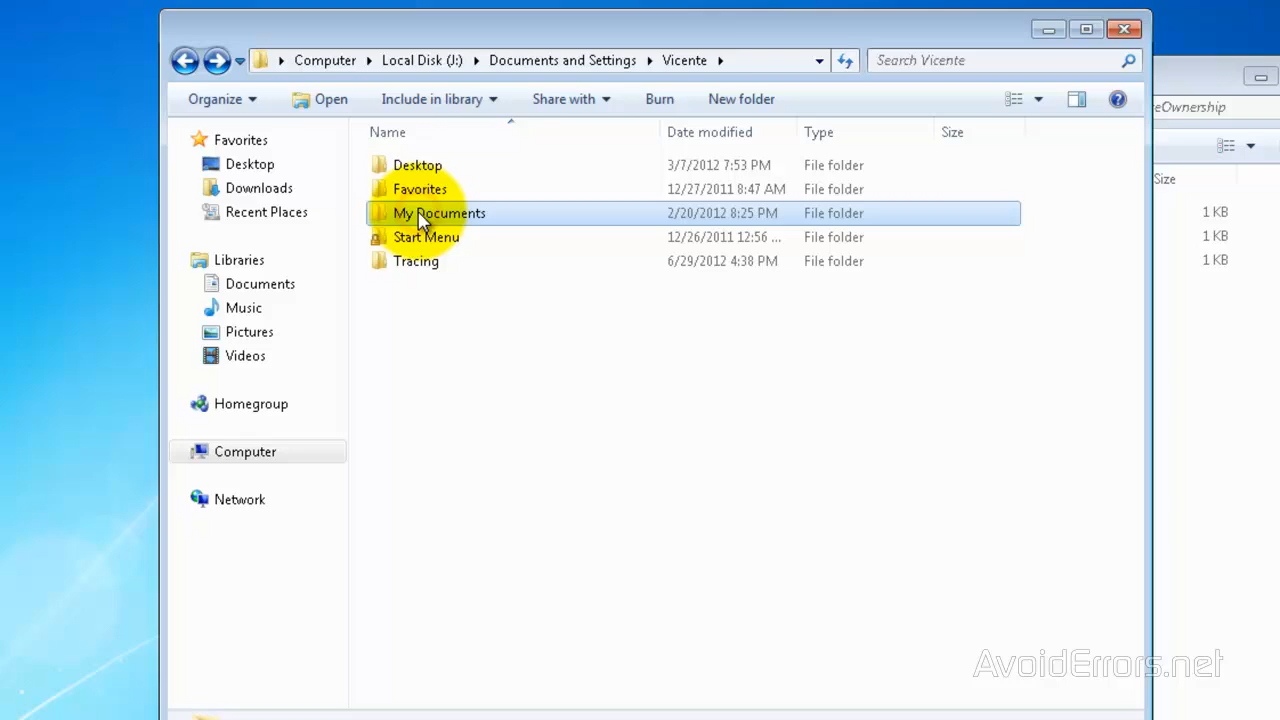 Computer Local Disk (J:) Documents and Settings Vicente Search Vicente
eOwnership
Organize Open Include in library Share with Burn New folder
Favorites
Desktop
Downloads
Recent Places
Libraries
Documents
Music
Pictures
Videos
Homegroup
Computer
Network
Name Date modified Type Size
Desktop 3/7/2012 7:53 PM File folder
Favorites 12/27/2011 8:47 AM File folder
My Documents 2/20/2012 8:25 PM File folder
Start Menu 12/26/2011 12:56 ... File folder
Tracing 6/29/2012 4:38 PM File folder
Size
1 KB
1 KB
1 KB
AvoidErrors.net